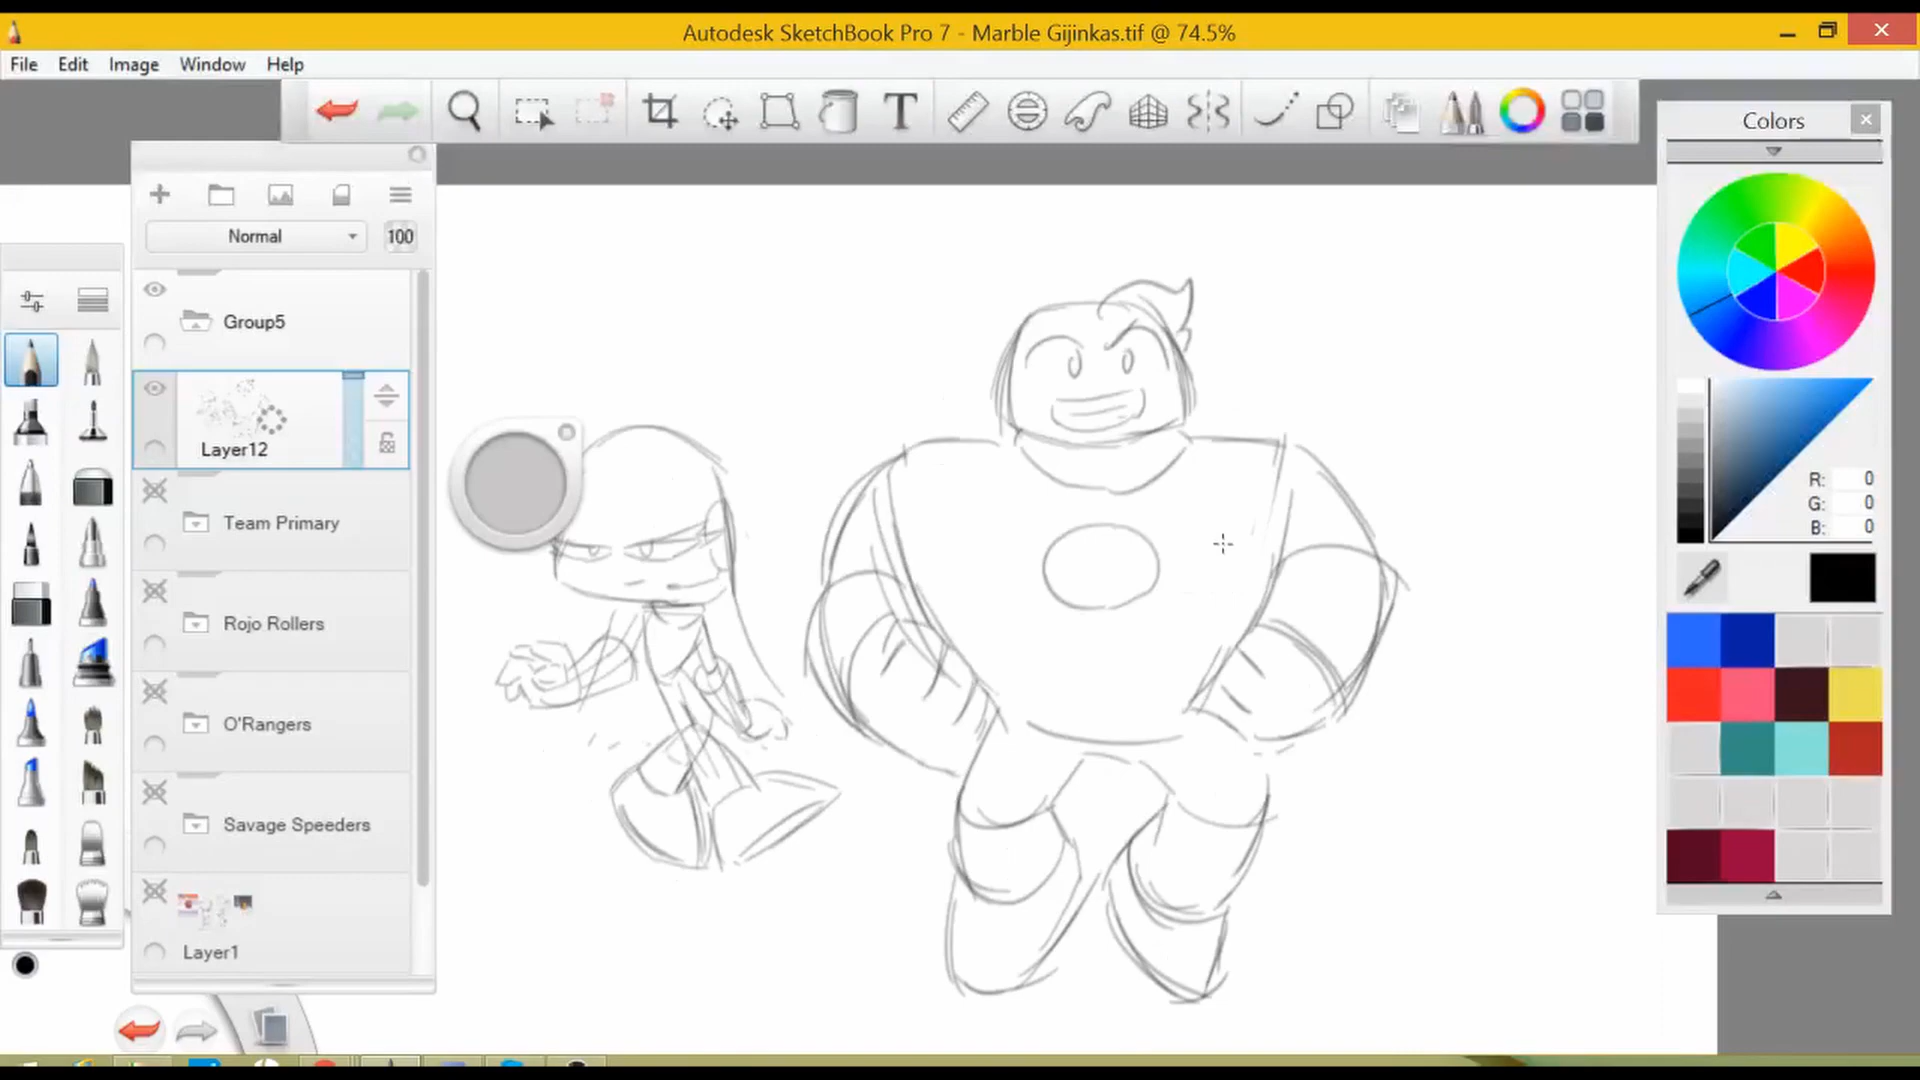 Autodesk SketchBook Pro 7 - Marble Gijinkas.tif @ 74.5%
File Edit Image Window Help
T
Colors
Normal 100
Group5
Layer12
Team Primary
Rojo Rollers
O'Rangers
Savage Speeders
Layer1
R: 0
G: 0
B: 0